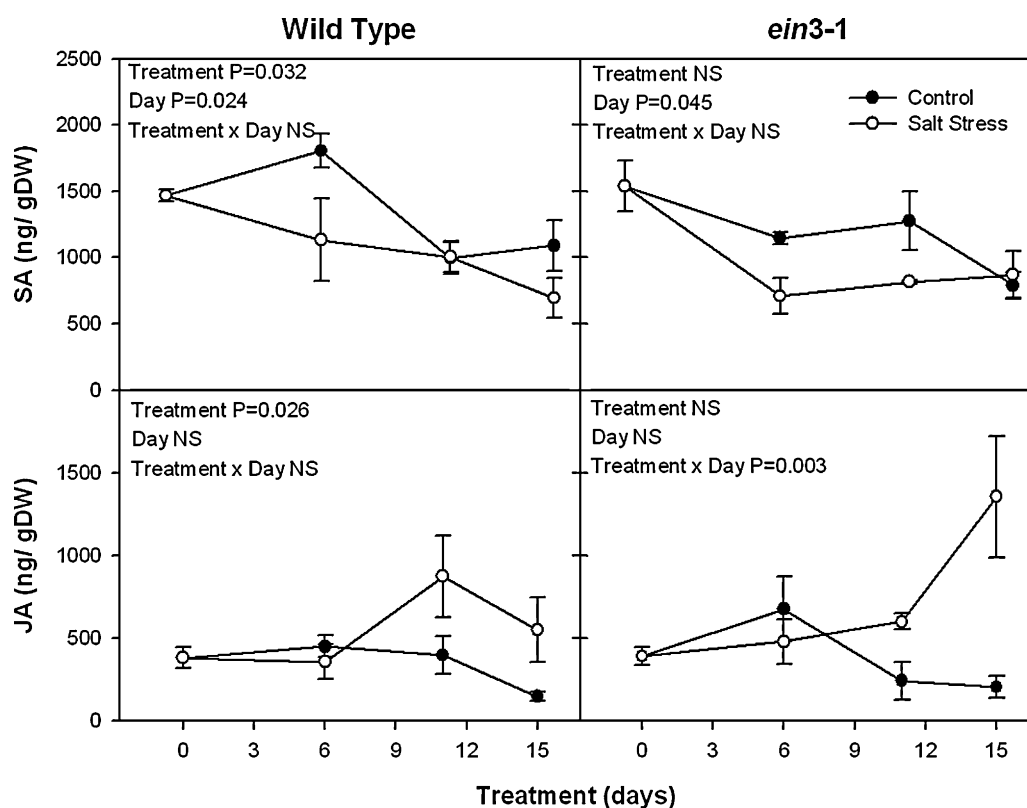 Wild Type
ein3-1
2500
2000
1500
1000
500
0
SA (ng/ gDW)
Treatment P=0.032
Day P=0.024
Treatment x Day NS
Treatment NS
Day P=0.045
Treatment x Day NS
Control
Salt Stress
1500
1000
500
0
JA (ng/ gDW)
Treatment P=0.026
Day NS
Treatment x Day NS
Treatment NS
Day NS
Treatment x Day P=0.003
0 3 6 9 12 15
0 3 6 9 12 15
Treatment (days)